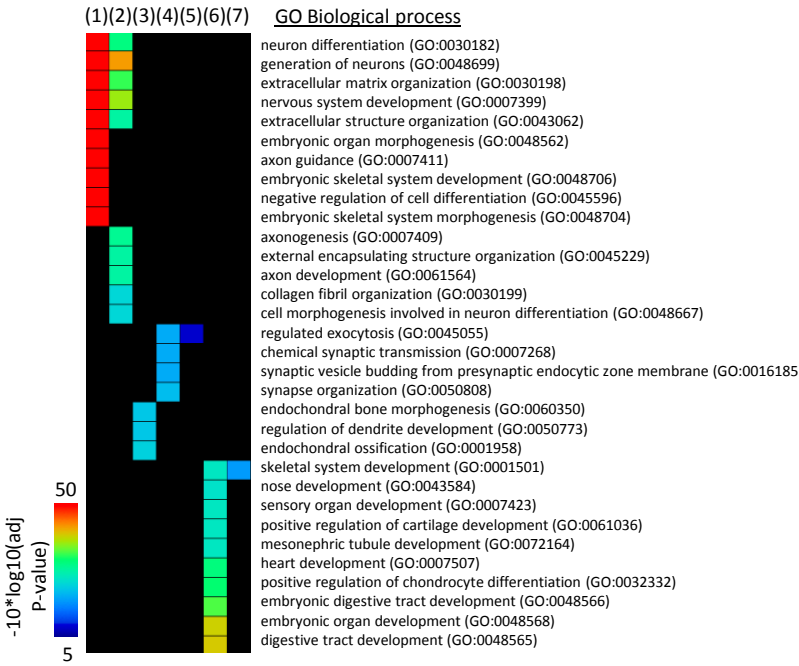 (1)(2)(3)(4)(5)(6)(7) GO Biological process
neuron differentiation (GO:0030182)
generation of neurons (GO:0048699)
extracellular matrix organization (GO:0030198)
nervous system development (GO:0007399)
extracellular structure organization (GO:0043062)
embryonic organ morphogenesis (GO:0048562)
axon guidance (GO:0007411)
embryonic skeletal system development (GO:0048706)
negative regulation of cell differentiation (GO:0045596)
embryonic skeletal system morphogenesis (GO:0048704)
axonogenesis (GO:0007409)
external encapsulating structure organization (GO:0045229)
axon development (GO:0061564)
collagen fibril organization (GO:0030199)
cell morphogenesis involved in neuron differentiation (GO:0048667)
regulated exocytosis (GO:0045055)
chemical synaptic transmission (GO:0007268)
synaptic vesicle budding from presynaptic endocytic zone membrane (GO:0016185
synapse organization (GO:0050808)
endochondral bone morphogenesis (GO:0060350)
regulation of dendrite development (GO:0050773)
endochondral ossification (GO:0001958)
skeletal system development (GO:0001501)
nose development (GO:0043584)
sensory organ development (GO:0007423)
positive regulation of cartilage development (GO:0061036)
mesonephric tubule development (GO:0072164)
heart development (GO:0007507)
positive regulation of chondrocyte differentiation (GO:0032332)
embryonic digestive tract development (GO:0048566)
embryonic organ development (GO:0048568)
digestive tract development (GO:0048565)
50
-10*log10(adj
P-value)
5